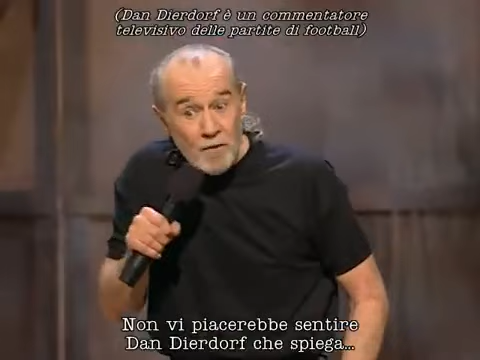 (Dan Dierdorf è un commentatore
televisivo delle partite di football)
Non vi piacerebbe sentire
Dan Dierdorf che spiega...